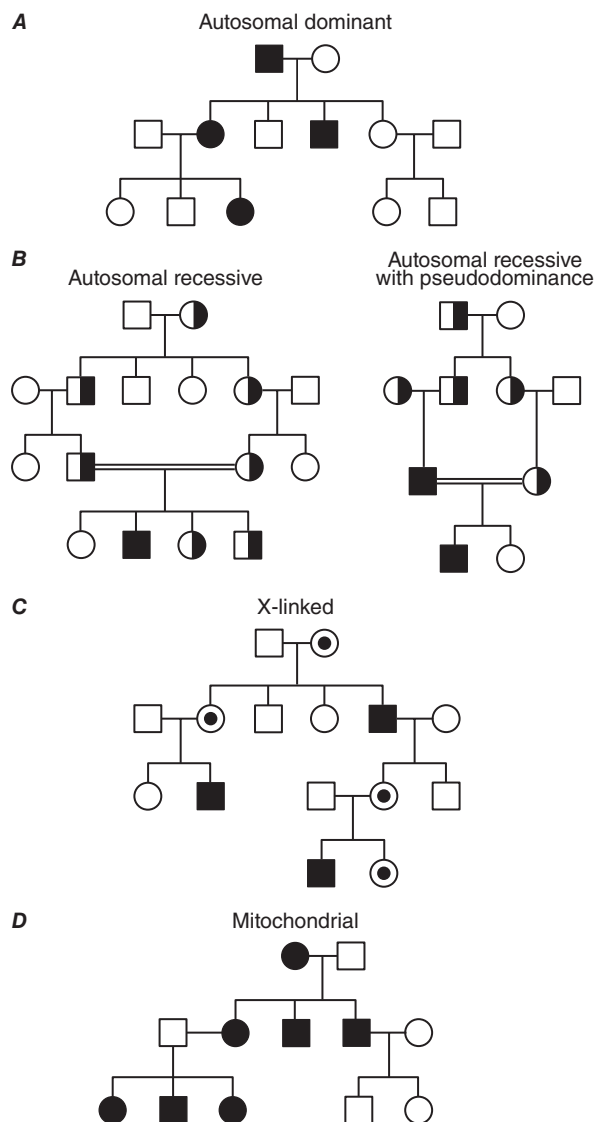 A
Autosomal dominant
B
Autosomal recessive
Autosomal recessive
with pseudodominance
C
X-linked
D
Mitochondrial